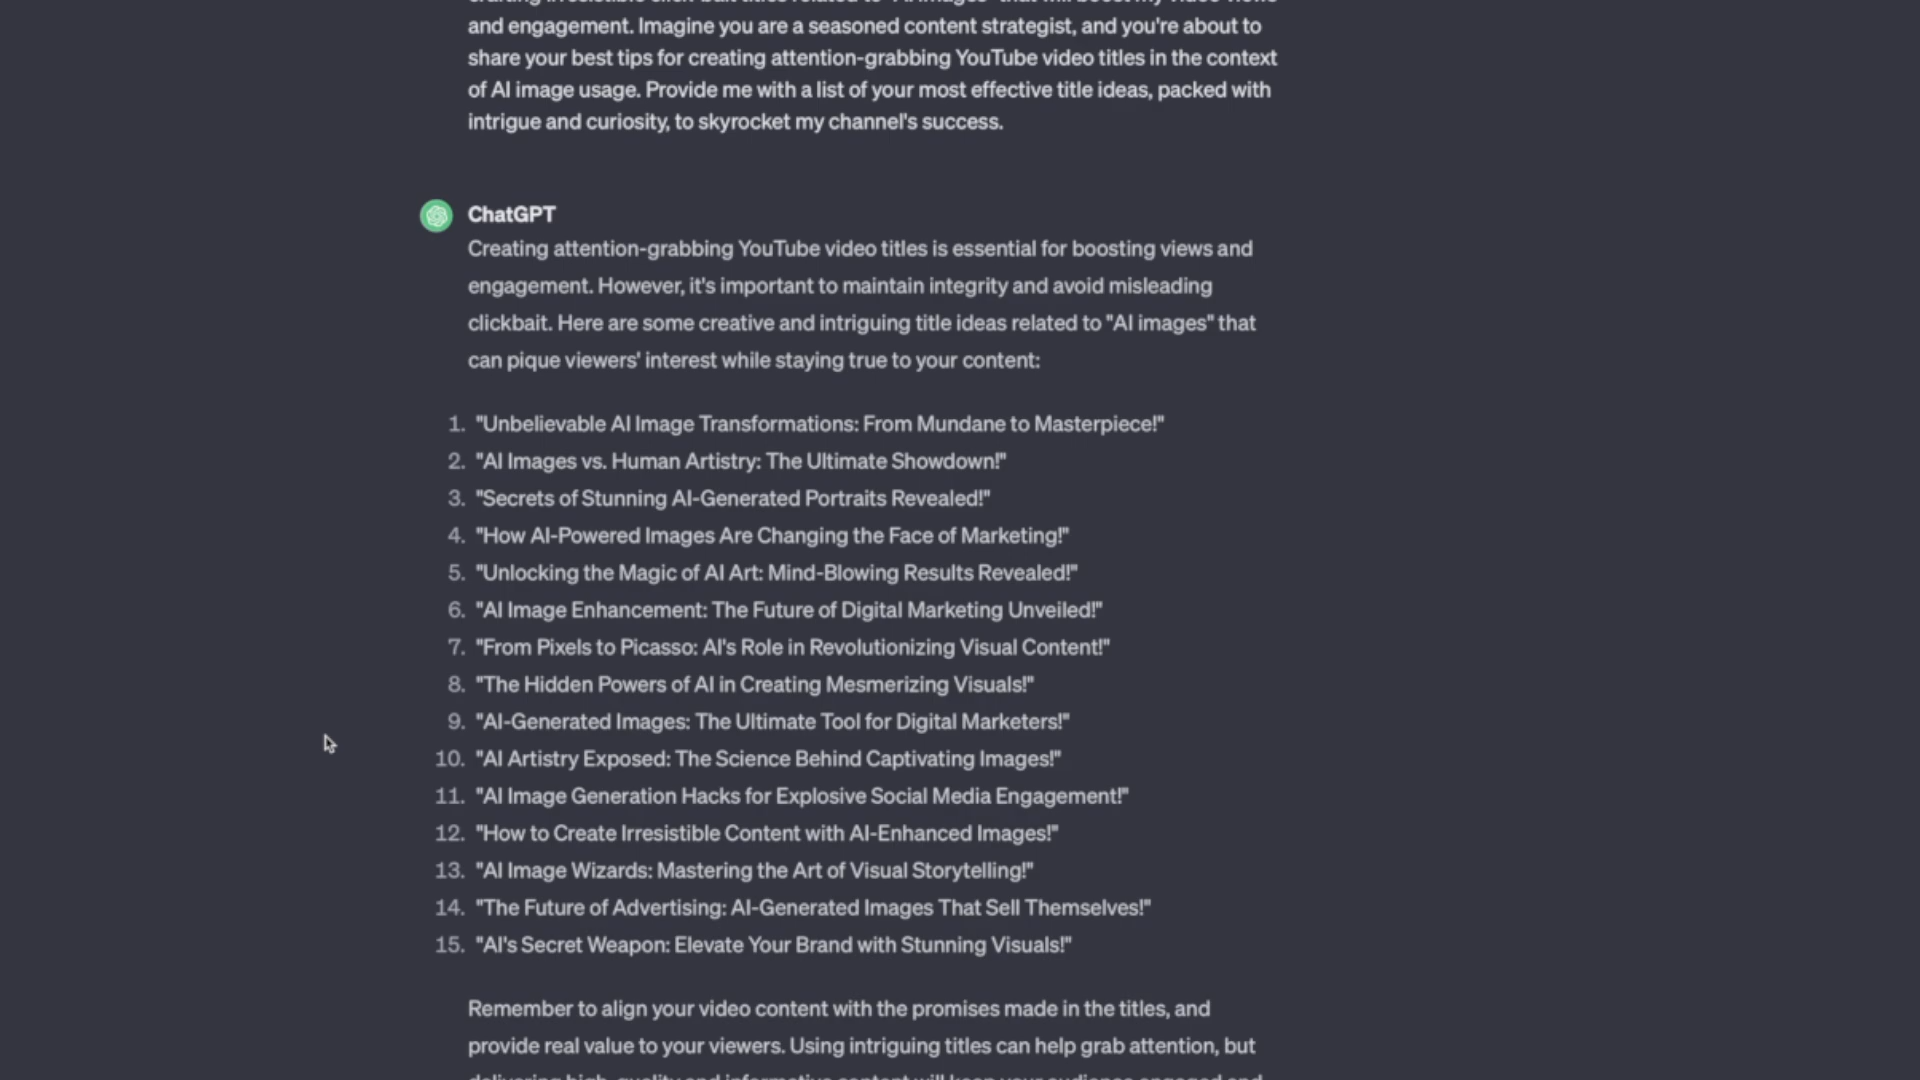 and engagement. Imagine you are a seasoned content strategist, and you're about to
share your best tips for creating attention-grabbing YouTube video titles in the context
of AI image usage. Provide me with a list of your most effective title ideas, packed with
intrigue and curiosity, to skyrocket my channel's success.
ChatGPT
Creating attention-grabbing YouTube video titles is essential for boosting views and
engagement. However, it's important to maintain integrity and avoid misleading
clickbait. Here are some creative and intriguing title ideas related to "AI images" that
can pique viewers' interest while staying true to your content:
1. "Unbelievable AI Image Transformations: From Mundane to Masterpiece!"
2. "AI Images vs. Human Artistry: The Ultimate Showdown!"
3. "Secrets of Stunning AI-Generated Portraits Revealed!"
4. "How AI-Powered Images Are Changing the Face of Marketing!"
5. "Unlocking the Magic of AI Art: Mind-Blowing Results Revealed!"
6. "AI Image Enhancement: The Future of Digital Marketing Unveiled!"
7. "From Pixels to Picasso: AI's Role in Revolutionizing Visual Content!"
8. "The Hidden Powers of AI in Creating Mesmerizing Visuals!"
9. "AI-Generated Images: The Ultimate Tool for Digital Marketers!"
10. "AI Artistry Exposed: The Science Behind Captivating Images!"
11. "AI Image Generation Hacks for Explosive Social Media Engagement!"
12. "How to Create Irresistible Content with AI-Enhanced Images!"
13. "AI Image Wizards: Mastering the Art of Visual Storytelling!"
14. "The Future of Advertising: AI-Generated Images That Sell Themselves!"
15. "AI's Secret Weapon: Elevate Your Brand with Stunning Visuals!"
Remember to align your video content with the promises made in the titles, and
provide real value to your viewers. Using intriguing titles can help grab attention, but